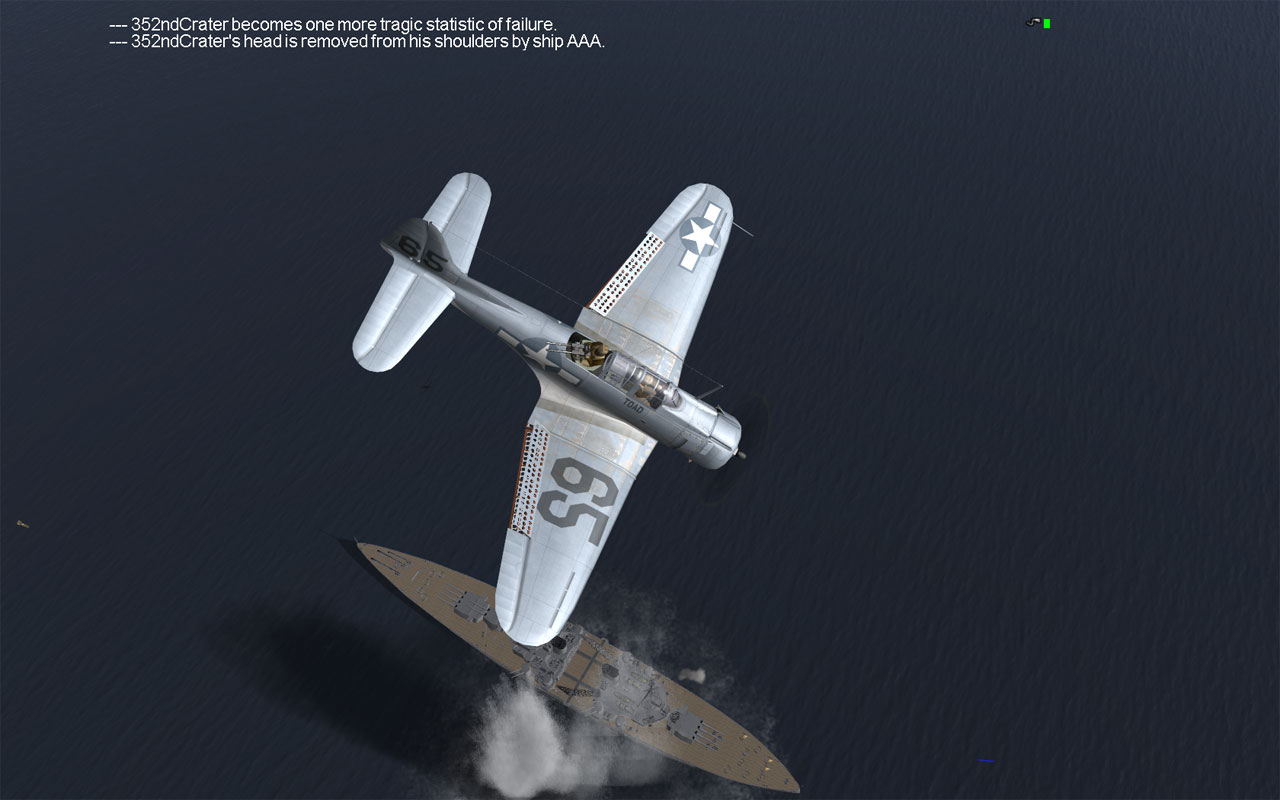 --- 352ndCrater becomes one more tragic statistic of failure.
--- 352ndCrater's head is removed from his shoulders by ship AAA.
65
TOAD
65